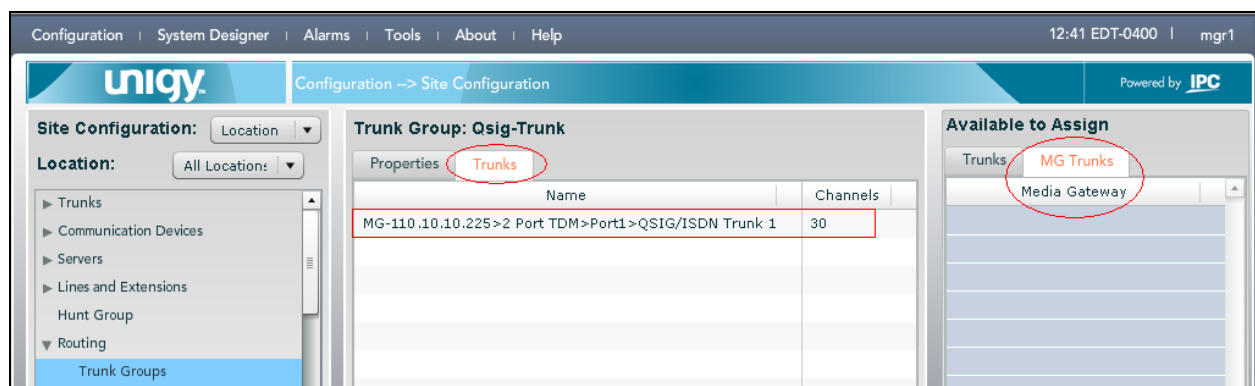 Configuration | System Designer | Alarms | Tools | About | Help 12:41 EDT-0400 | mgr1
unigy. Configuration --> Site Configuration Powered by IPC
Site Configuration: Location
Location: All Locations
Trunks
Communication Devices
Servers
Lines and Extensions
Hunt Group
Routing
Trunk Groups
Trunk Group: Qsig-Trunk
Properties Trunks
Name Channels
MG-110.10.10.225>2 Port TDM>Port1>QSIG/ISDN Trunk 1 30
Available to Assign
Trunks MG Trunks
Media Gateway